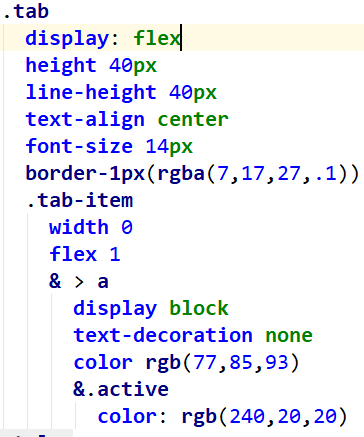 .tab
display: flex
height 40px
line-height 40px
text-align center
font-size 14px
border-1px(rgba(7,17,27,.1))
.tab-item
width 0
flex 1
& > a
display block
text-decoration none
color rgb(77,85,93)
&.active
color: rgb(240,20,20)